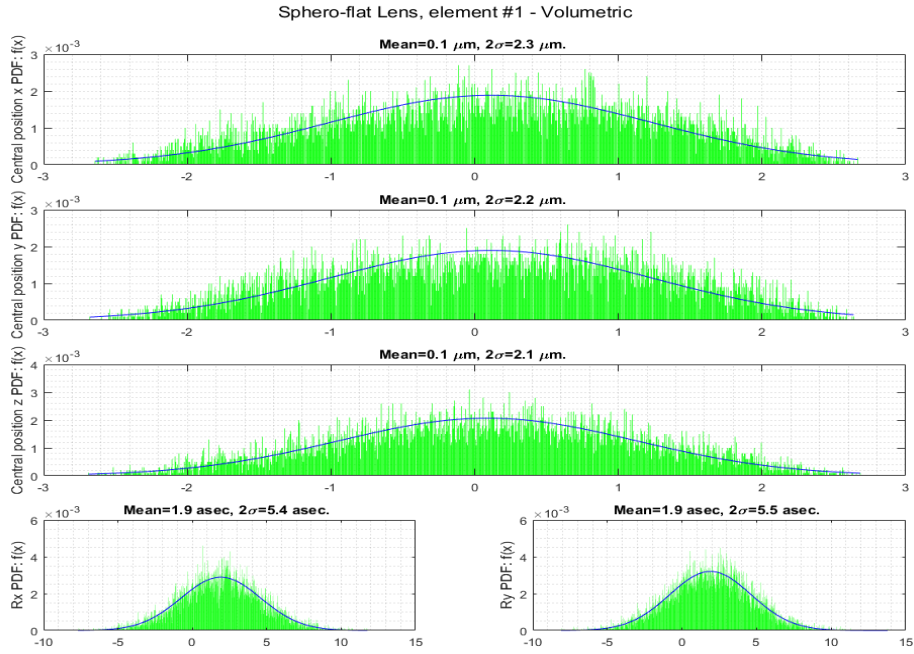 Sphero-flat Lens, element #1 - Volumetric
×10⁻³
Mean=0.1 μm, 2σ=2.3 μm.
Central position x PDF: f(x)
3
2
1
0
-3 -2 -1 0 1 2 3
×10⁻³
Mean=0.1 μm, 2σ=2.2 μm.
Central position y PDF: f(x)
3
2
1
0
-3 -2 -1 0 1 2 3
×10⁻³
Mean=0.1 μm, 2σ=2.1 μm.
Central position z PDF: f(x)
4
3
2
1
0
-3 -2 -1 0 1 2 3
×10⁻³
Mean=1.9 asec, 2σ=5.4 asec.
Rx PDF: f(x)
6
4
2
0
-10 -5 0 5 10 15
×10⁻³
Mean=1.9 asec, 2σ=5.5 asec.
Ry PDF: f(x)
6
4
2
0
-10 -5 0 5 10 15